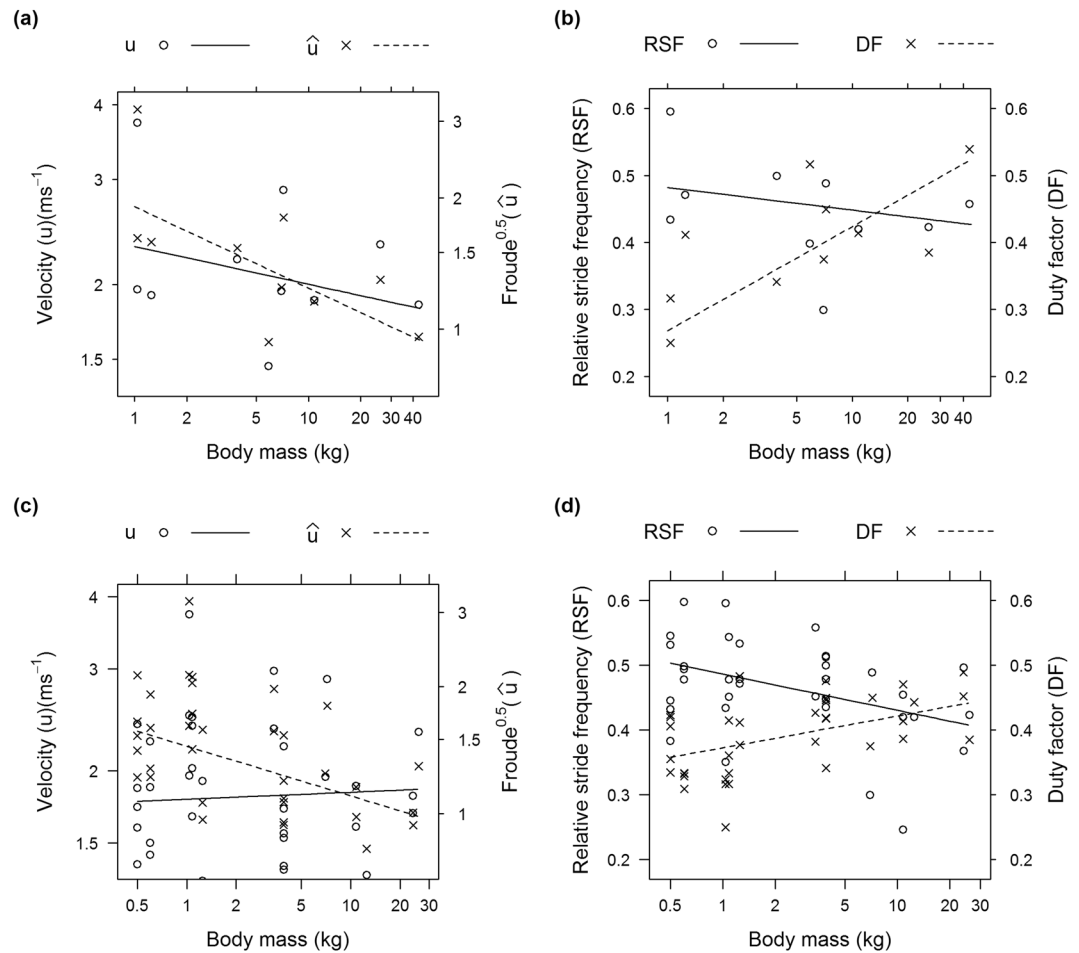 (a)
u û
4
3
2
1.5
3
2
1.5
1
Velocity (u)(ms⁻¹)
Froude⁰·⁵(û)
1 2 5 10 20 30 40
Body mass (kg)
(b)
RSF DF
0.6
0.5
0.4
0.3
0.2
0.6
0.5
0.4
0.3
0.2
Relative stride frequency (RSF)
Duty factor (DF)
1 2 5 10 20 30 40
Body mass (kg)
(c)
u û
4
3
2
1.5
3
2
1.5
1
Velocity (u)(ms⁻¹)
Froude⁰·⁵(û)
0.5 1 2 5 10 20 30
Body mass (kg)
(d)
RSF DF
0.6
0.5
0.4
0.3
0.2
0.6
0.5
0.4
0.3
0.2
Relative stride frequency (RSF)
Duty factor (DF)
0.5 1 2 5 10 20 30
Body mass (kg)